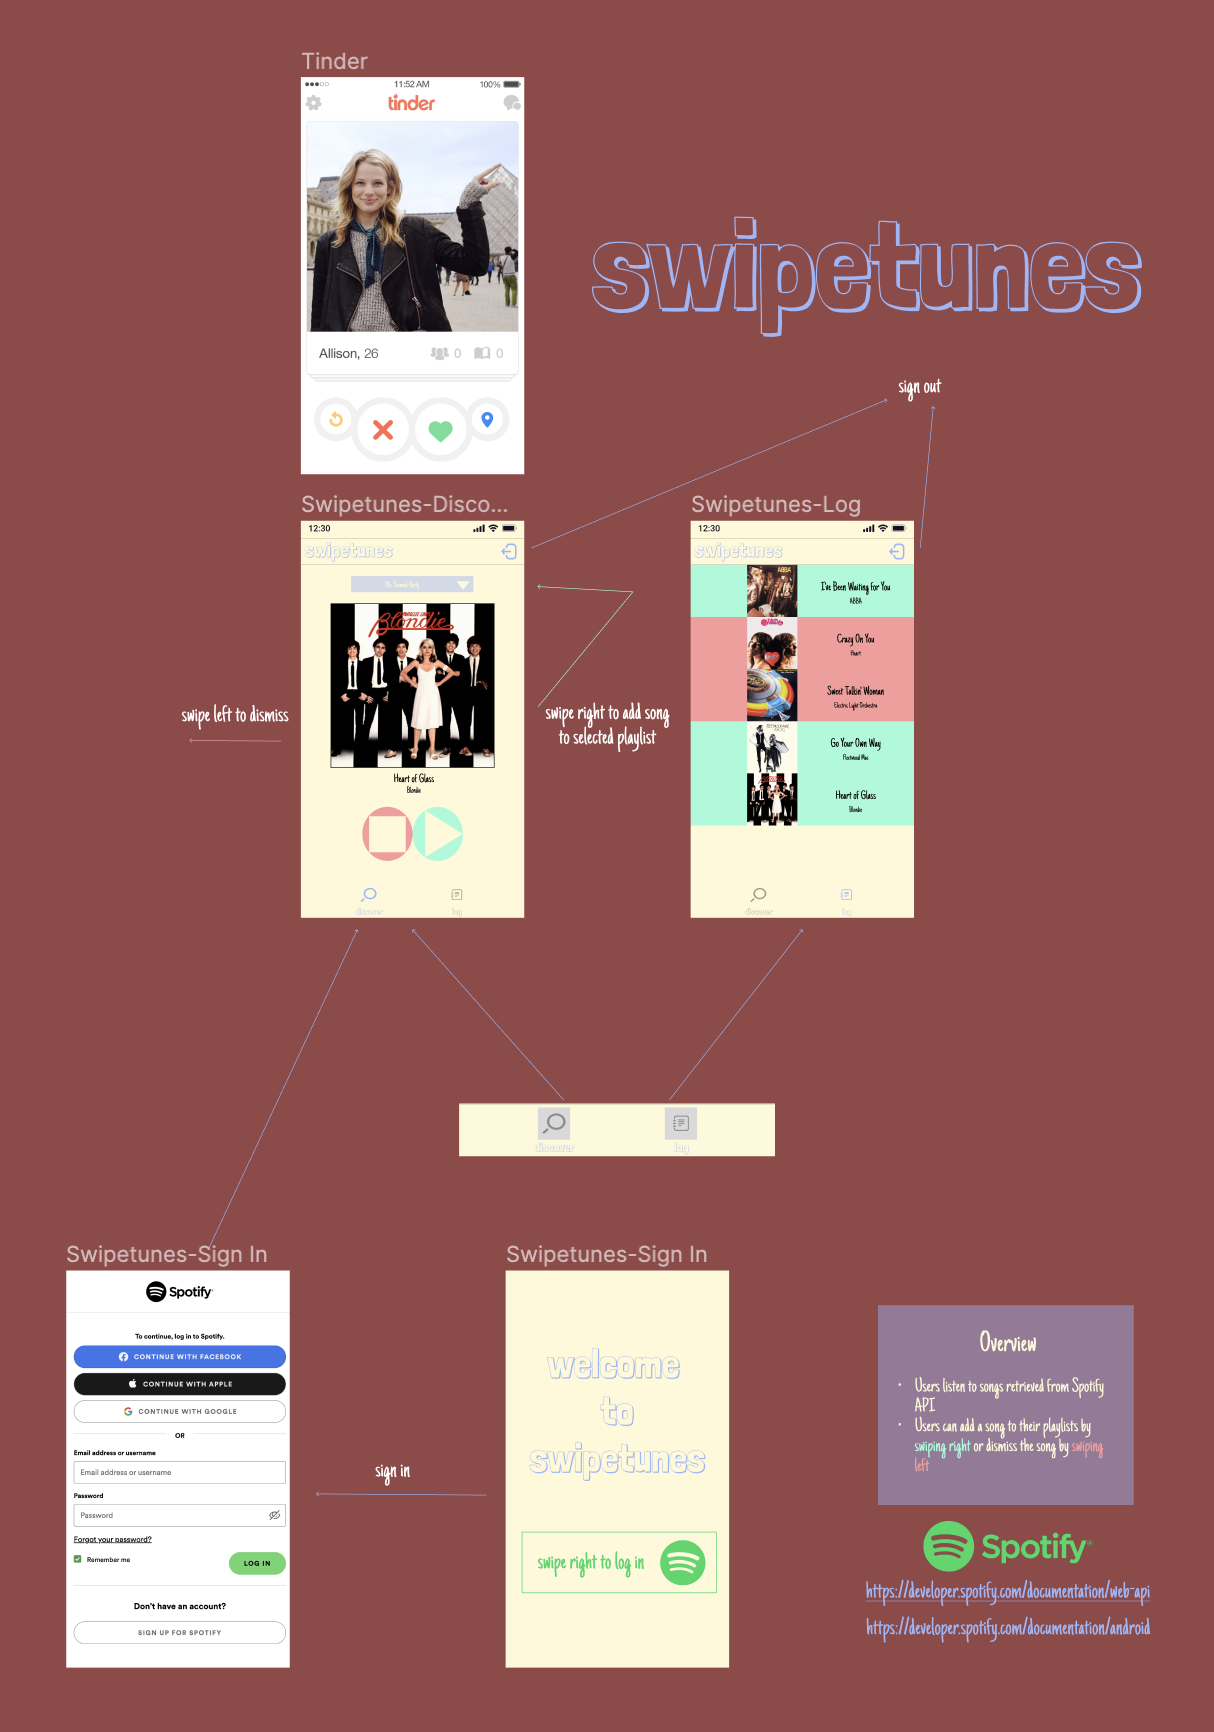 Tinder
11:52 AM
100%
tinder
Allison, 26
0
0
swipetunes
sign out
Swipetunes-Disco...
12:30
swipetunes
70s Themed Party
Heart of Glass
Blondie
discover
log
swipe left to dismiss
swipe right to add song
to selected playlist
Swipetunes-Log
12:30
swipetunes
ABBA
I've Been Waiting For You
ABBA
Crazy On You
Heart
Sweet Talkin' Woman
Electric Light Orchestra
Go Your Own Way
Fleetwood Mac
Heart of Glass
Blondie
discover
log
PARALLEL LINES
Blondie
discover
log
Swipetunes-Sign In
Spotify
To continue, log in to Spotify.
CONTINUE WITH FACEBOOK
CONTINUE WITH APPLE
CONTINUE WITH GOOGLE
OR
Email address or username
Email address or username
Password
Password
Forgot your password?
Remember me
LOG IN
Don't have an account?
SIGN UP FOR SPOTIFY
sign in
Swipetunes-Sign In
welcome
to
swipetunes
swipe right to log in
Overview
• Users listen to songs retrieved from Spotify
API
• Users can add a song to their playlists by
swiping right or dismiss the song by swiping
left
Spotify
https://developer.spotify.com/documentation/web-api
https://developer.spotify.com/documentation/android